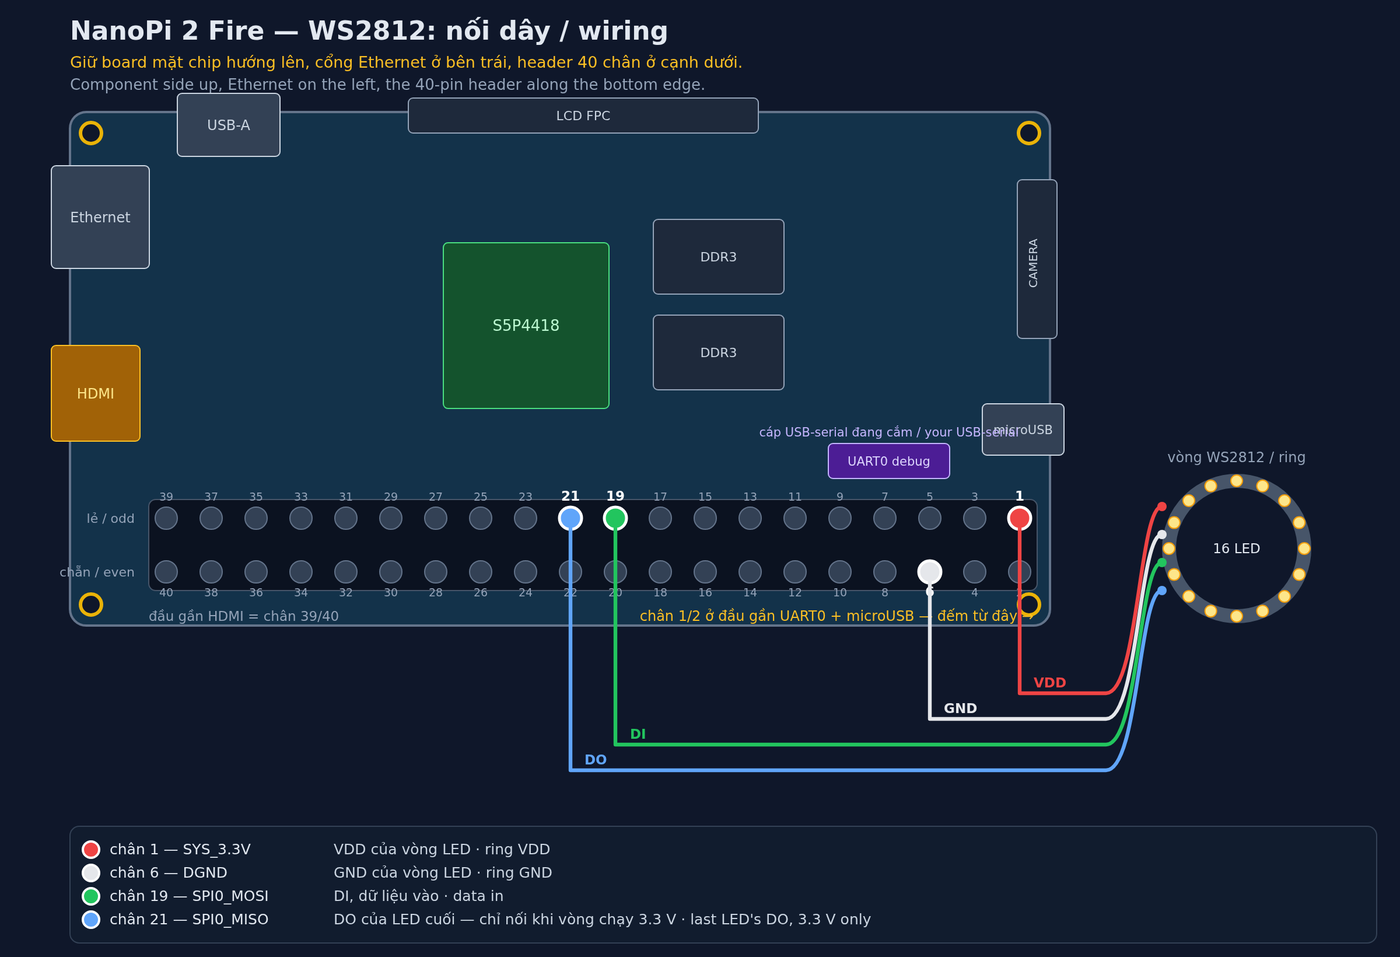 NanoPi 2 Fire — WS2812: nối dây / wiring
Giữ board mặt chip hướng lên, cổng Ethernet ở bên trái, header 40 chân ở cạnh dưới.
Component side up, Ethernet on the left, the 40-pin header along the bottom edge.
USB-A
LCD FPC
Ethernet
CAMERA
DDR3
S5P4418
DDR3
HDMI
cáp USB-serial đang cắm / your USB-serial
microUSB
UART0 debug
vòng WS2812 / ring
16 LED
39 37 35 33 31 29 27 25 23 21 19 17 15 13 11 9 7 5 3 1
lẻ / odd
chẵn / even
40 38 36 34 32 30 28 26 24 22 20 18 16 14 12 10 8 6 4
đầu gần HDMI = chân 39/40
chân 1/2 ở đầu gần UART0 + microUSB — đếm từ đây →
VDD
GND
DI
DO
chân 1 — SYS_3.3V VDD của vòng LED · ring VDD
chân 6 — DGND GND của vòng LED · ring GND
chân 19 — SPI0_MOSI DI, dữ liệu vào · data in
chân 21 — SPI0_MISO DO của LED cuối — chỉ nối khi vòng chạy 3.3 V · last LED's DO, 3.3 V only